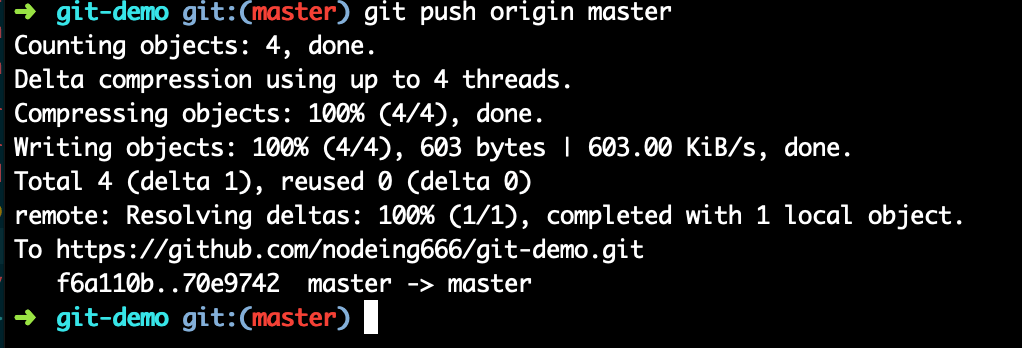 ➜ git-demo git:(master) git push origin master
Counting objects: 4, done.
Delta compression using up to 4 threads.
Compressing objects: 100% (4/4), done.
Writing objects: 100% (4/4), 603 bytes | 603.00 KiB/s, done.
Total 4 (delta 1), reused 0 (delta 0)
remote: Resolving deltas: 100% (1/1), completed with 1 local object.
To https://github.com/nodeing666/git-demo.git
f6a110b..70e9742 master -> master
➜ git-demo git:(master)